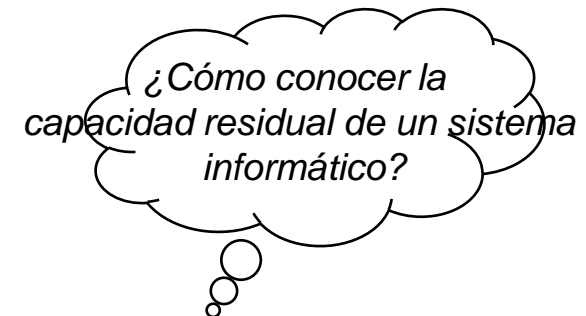 ¿Cómo conocer la
capacidad residual de un sistema
informático?